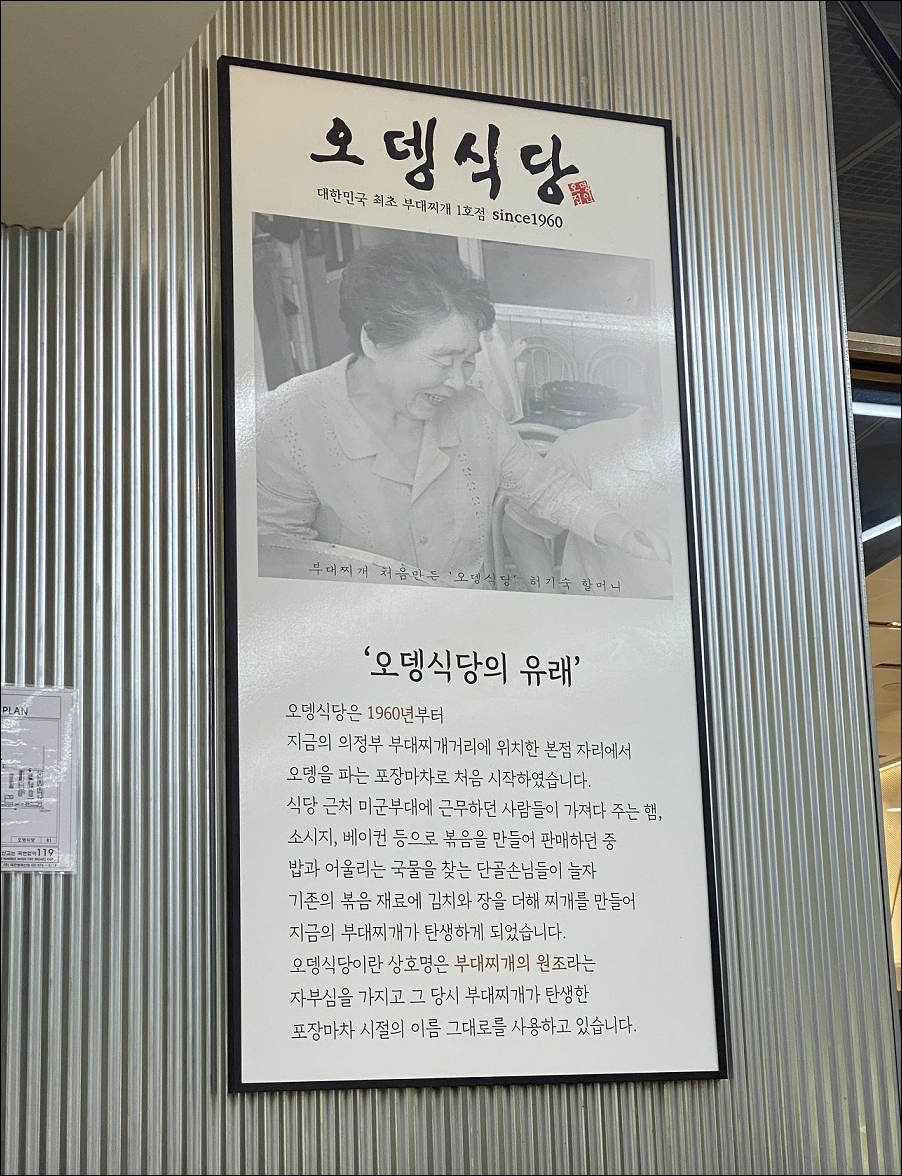 오뎅식당
대한민국 최초 부대찌개 1호점 since1960
부대찌개 처음만든 '오뎅식당' 허기숙 할머니
'오뎅식당의 유래'
오뎅식당은 1960년부터
지금의 의정부 부대찌개거리에 위치한 본점 자리에서
오뎅을 파는 포장마차로 처음 시작하였습니다.
식당 근처 미군부대에 근무하던 사람들이 가져다 주는 햄,
소시지, 베이컨 등으로 볶음을 만들어 판매하던 중
밥과 어울리는 국물을 찾는 단골손님들이 늘자
기존의 볶음 재료에 김치와 장을 더해 찌개를 만들어
지금의 부대찌개가 탄생하게 되었습니다.
오뎅식당이란 상호명은 부대찌개의 원조라는
자부심을 가지고 그 당시 부대찌개가 탄생한
포장마차 시절의 이름 그대로를 사용하고 있습니다.
PLAN
오뎅식당
119